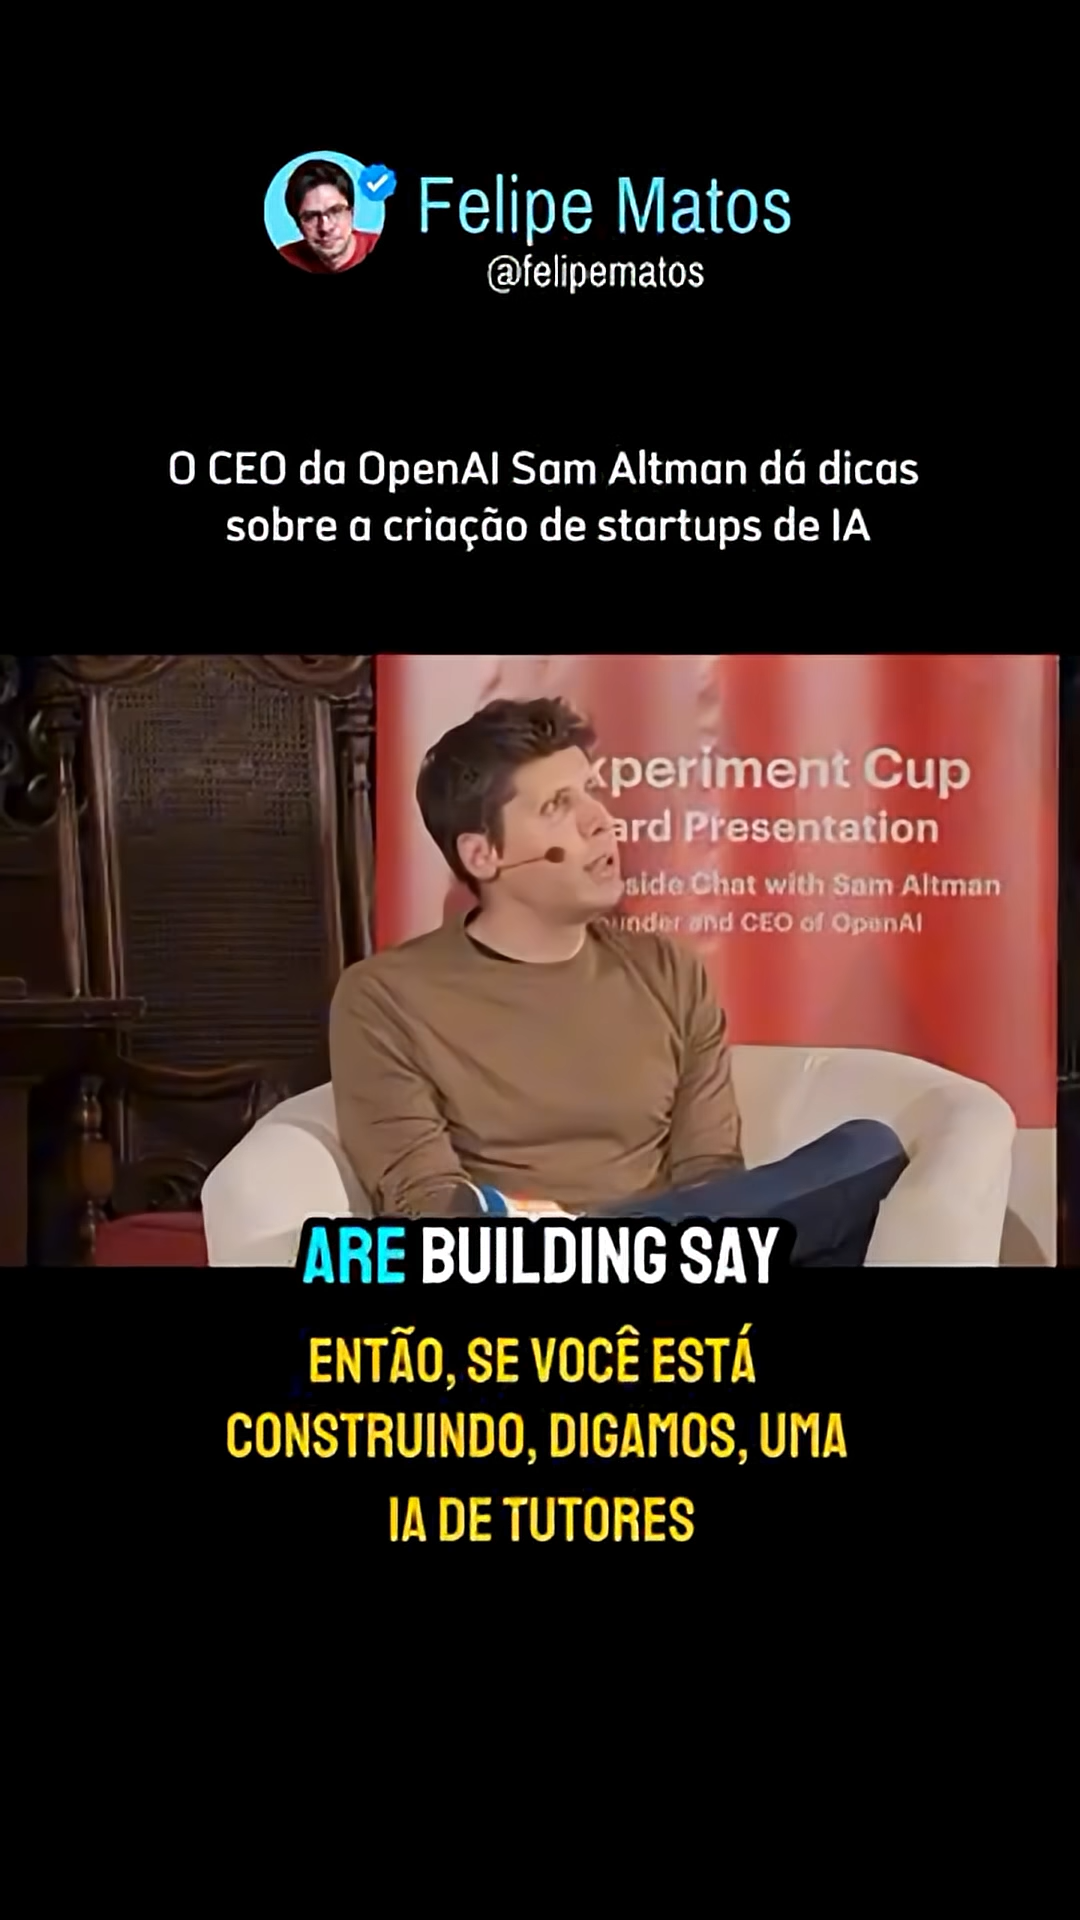 Felipe Matos
@felipematos
O CEO da OpenAI Sam Altman dá dicas
sobre a criação de startups de IA
xperiment Cup
ard Presentation
side Chat with Sam Altman
under and CEO of OpenAI
ARE BUILDING SAY
ENTÃO, SE VOCÊ ESTÁ
CONSTRUINDO, DIGAMOS, UMA
IA DE TUTORES